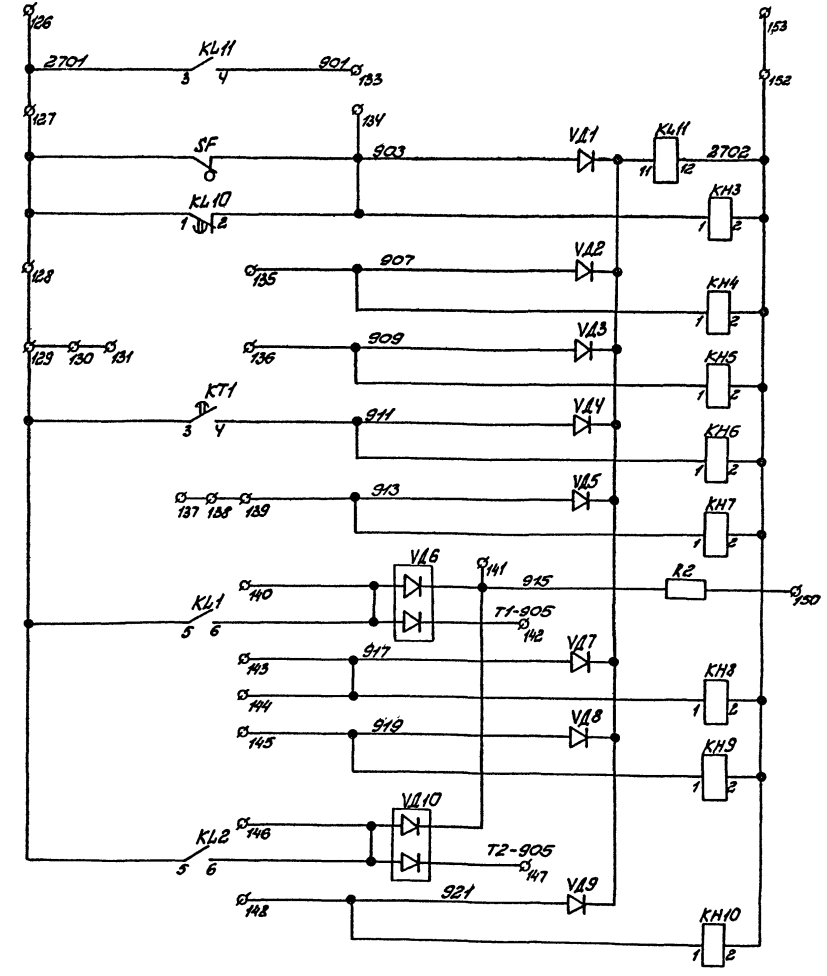 126
153
2701
KL11
901
3 4
133
152
127
134
SF
903
VД1
KL11
11 12
2702
KL10
1 2
KH3
1 2
128
135
907
VД2
KH4
1 2
129 130 131
136
909
VД3
KH5
1 2
KT1
3 4
911
VД4
KH6
1 2
137 138 139
913
VД5
KH7
1 2
VД6
141
140
915
R2
150
KL1
5 6
T1-905
142
143
917
VД7
144
KH8
1 2
145
919
VД8
KH9
1 2
VД10
146
KL2
5 6
T2-905
147
148
921
VД9
KH10
1 2